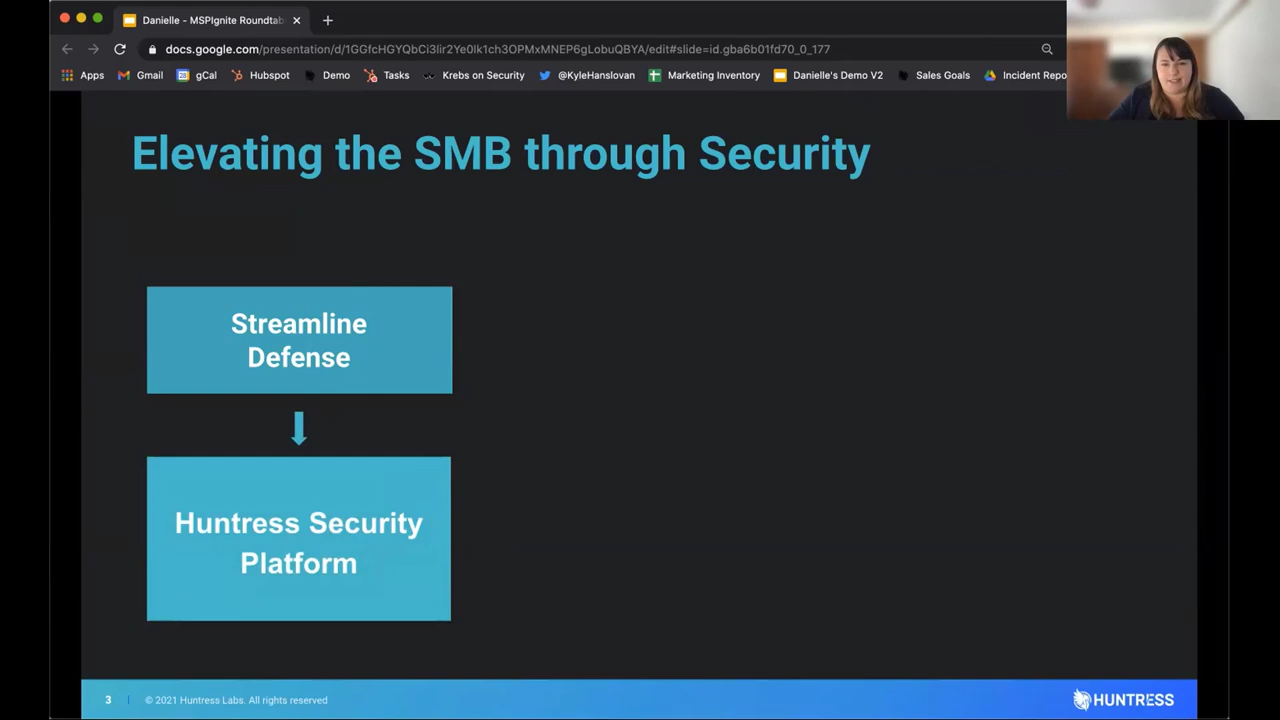 Danielle - MSPIgnite Roundtab
docs.google.com/presentation/d/1GGfcHGYQbCi3lir2Ye0lk1ch3OPMxMNEP6gLobuQBYA/edit#slide=id.gba6b01fd70_0_177
Apps Gmail gCal Hubspot Demo Tasks Krebs on Security @KyleHanslovan Marketing Inventory Danielle's Demo V2 Sales Goals Incident Repo
Elevating the SMB through Security
Streamline
Defense
Huntress Security
Platform
3 | © 2021 Huntress Labs. All rights reserved
HUNTRESS